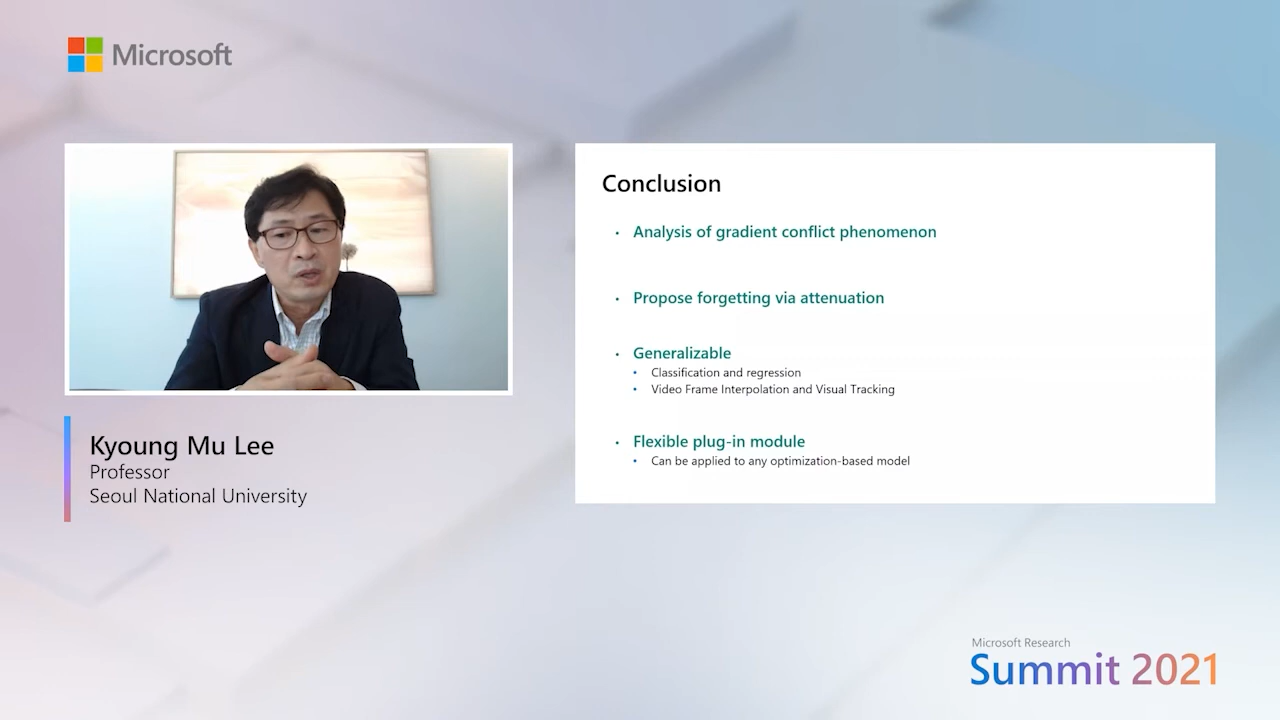 Microsoft
Conclusion
• Analysis of gradient conflict phenomenon
• Propose forgetting via attenuation
• Generalizable
• Classification and regression
• Video Frame Interpolation and Visual Tracking
• Flexible plug-in module
• Can be applied to any optimization-based model
Kyoung Mu Lee
Professor
Seoul National University
Microsoft Research
Summit 2021